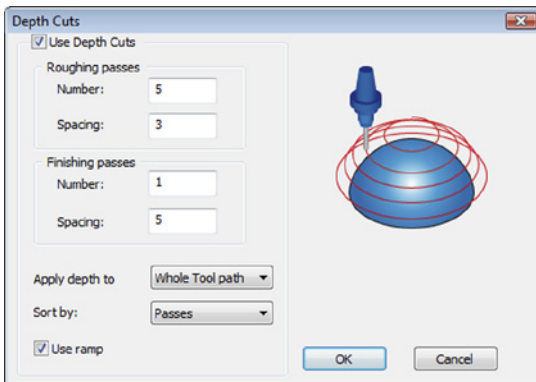 Depth Cuts
Use Depth Cuts
Roughing passes
Number: 5
Spacing: 3
Finishing passes
Number: 1
Spacing: 5
Apply depth to Whole Tool path
Sort by: Passes
Use ramp
OK Cancel